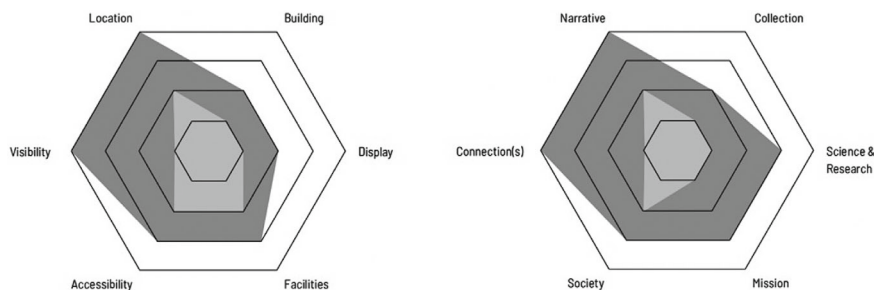 Location
Building
Narrative
Collection
Visibility
Display
Connection(s)
Science &
Research
Accessibility
Facilities
Society
Mission